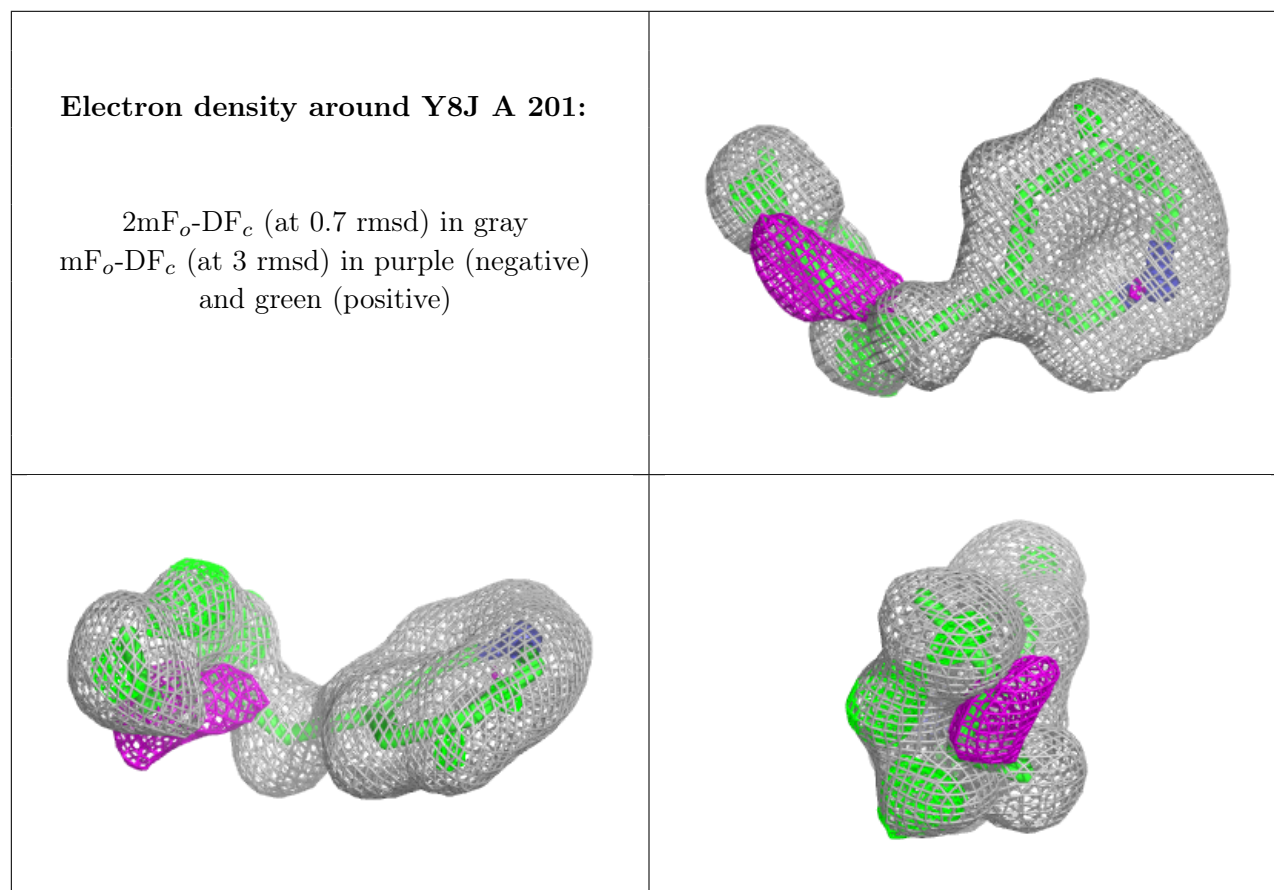 Electron density around Y8J A 201:
2mFₒ-DF𝒸 (at 0.7 rmsd) in gray
mFₒ-DF𝒸 (at 3 rmsd) in purple (negative)
and green (positive)